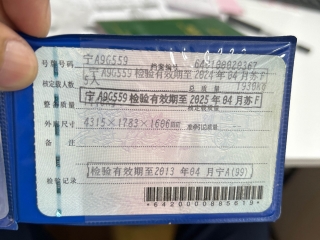 号牌号码 宁A9G559 档案编号 640100020367
宁A9G559 检验有效期至2024年04月苏F
核定载人数 5人 总质量
宁A9G559 检验有效期至2025年04月苏F
整备质量
外廓尺寸 4315×1783×1606mm
备注
检验有效期至2013年04月宁A(99)
检验记录